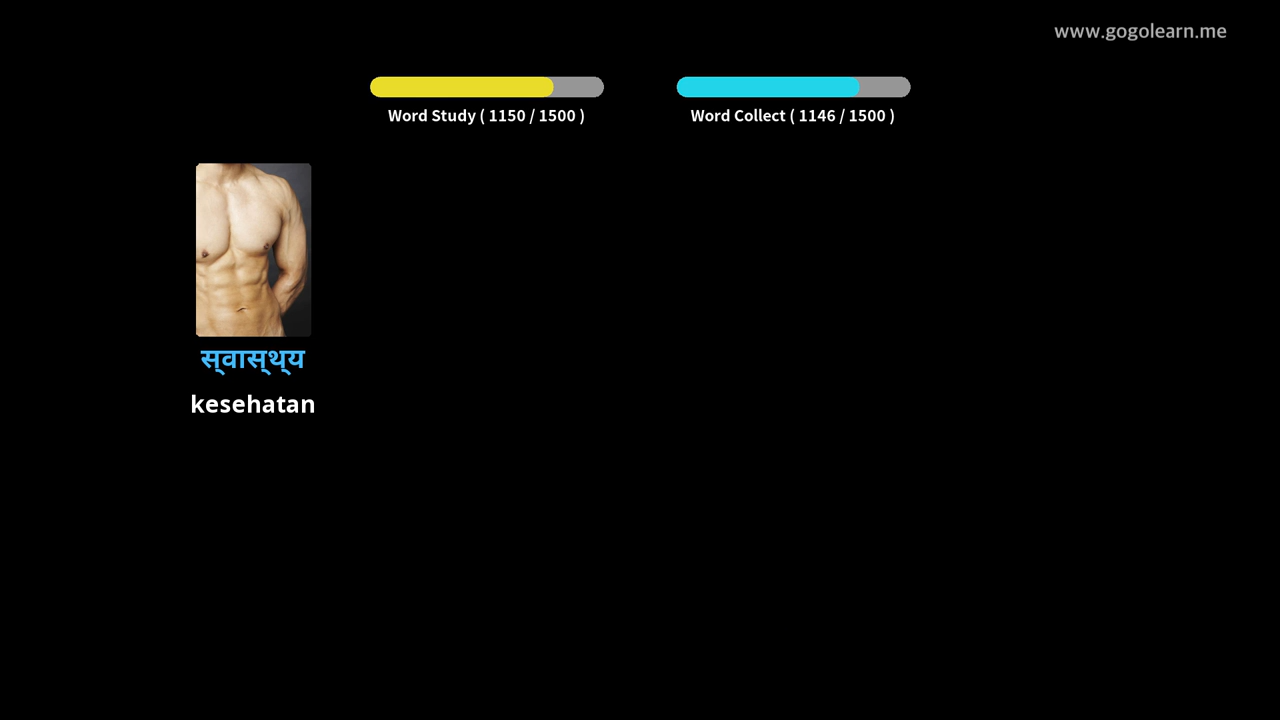 www.gogolearn.me
Word Study ( 1150 / 1500 )
Word Collect ( 1146 / 1500 )
स्वास्थ्य
kesehatan